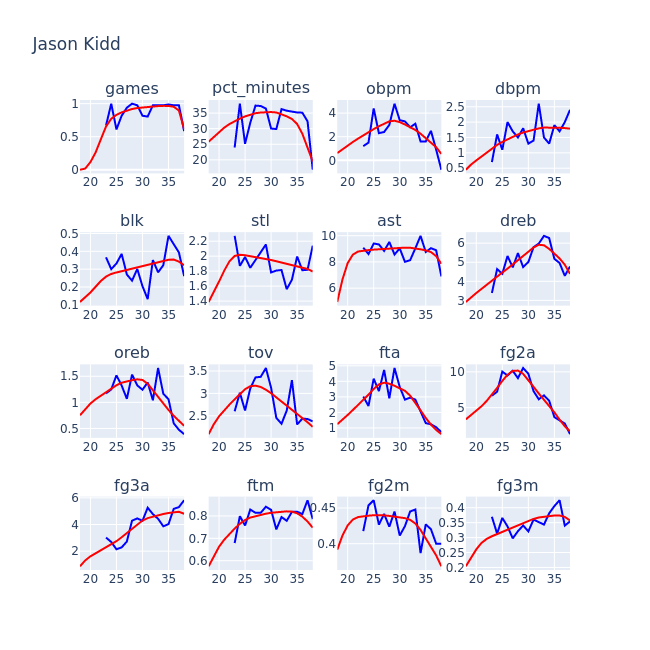 Jason Kidd
games pct_minutes obpm dbpm
1 0.5 0 35 30 25 20 4 2 0 2.5 2 1.5 1 0.5
20 25 30 35 20 25 30 35 20 25 30 35 20 25 30 35
blk stl ast dreb
0.5 0.4 0.3 0.2 0.1 2.2 2 1.8 1.6 1.4 10 8 6 6 5 4 3
20 25 30 35 20 25 30 35 20 25 30 35 20 25 30 35
oreb tov fta fg2a
1.5 1 0.5 3.5 3 2.5 5 4 3 2 1 10 5
20 25 30 35 20 25 30 35 20 25 30 35 20 25 30 35
fg3a ftm fg2m fg3m
6 4 2 0.8 0.7 0.6 0.45 0.4 0.4 0.35 0.3 0.25 0.2
20 25 30 35 20 25 30 35 20 25 30 35 20 25 30 35